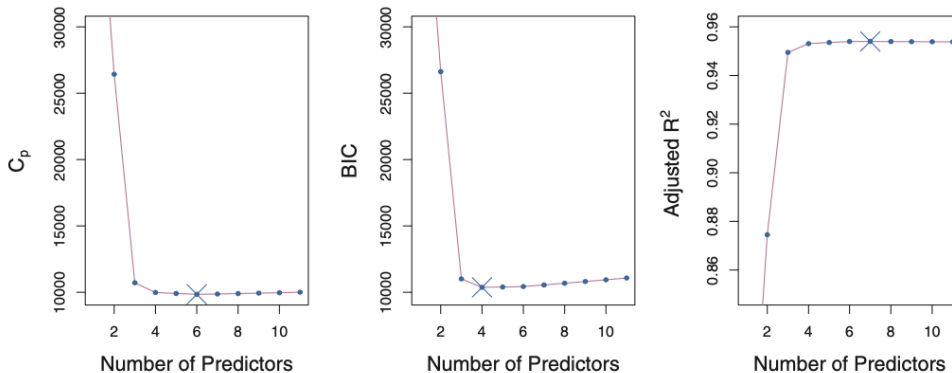 30000
25000
20000
15000
10000
C_p
2 4 6 8 10
Number of Predictors
30000
25000
20000
15000
10000
BIC
2 4 6 8 10
Number of Predictors
0.96
0.94
0.92
0.90
0.88
0.86
Adjusted R²
2 4 6 8 10
Number of Predictors